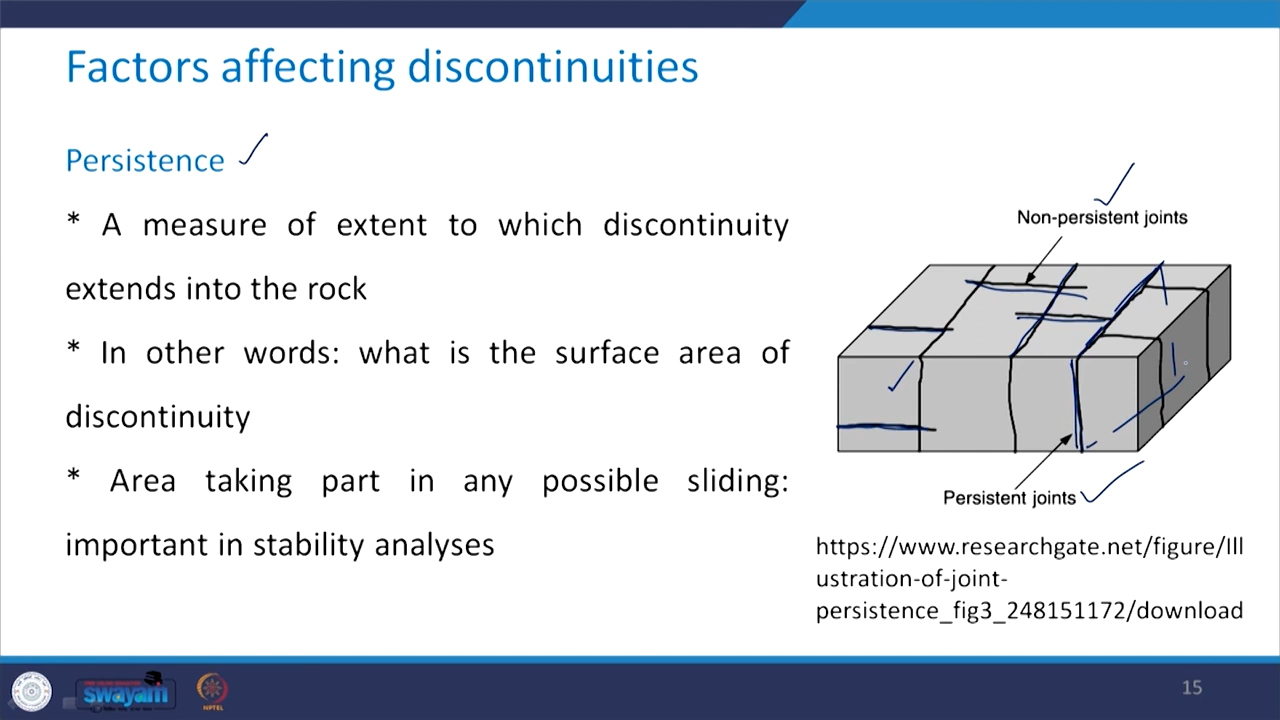 Factors affecting discontinuities
Persistence
* A measure of extent to which discontinuity
extends into the rock
* In other words: what is the surface area of
discontinuity
* Area taking part in any possible sliding:
important in stability analyses
Non-persistent joints
Persistent joints
https://www.researchgate.net/figure/Ill
ustration-of-joint-
persistence_fig3_248151172/download
swayam
NPTEL
15